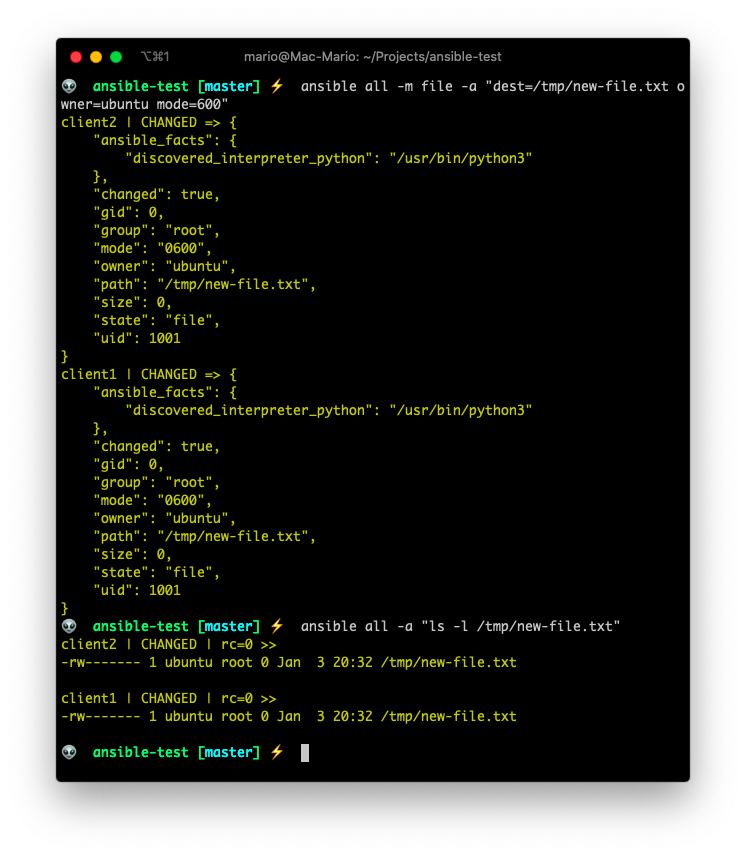 ⌥⌘1 mario@Mac-Mario: ~/Projects/ansible-test
👽 ansible-test [master] ⚡ ansible all -m file -a "dest=/tmp/new-file.txt o
wner=ubuntu mode=600"
client2 | CHANGED => {
    "ansible_facts": {
        "discovered_interpreter_python": "/usr/bin/python3"
    },
    "changed": true,
    "gid": 0,
    "group": "root",
    "mode": "0600",
    "owner": "ubuntu",
    "path": "/tmp/new-file.txt",
    "size": 0,
    "state": "file",
    "uid": 1001
}
client1 | CHANGED => {
    "ansible_facts": {
        "discovered_interpreter_python": "/usr/bin/python3"
    },
    "changed": true,
    "gid": 0,
    "group": "root",
    "mode": "0600",
    "owner": "ubuntu",
    "path": "/tmp/new-file.txt",
    "size": 0,
    "state": "file",
    "uid": 1001
}
👽 ansible-test [master] ⚡ ansible all -a "ls -l /tmp/new-file.txt"
client2 | CHANGED | rc=0 >>
-rw------- 1 ubuntu root 0 Jan  3 20:32 /tmp/new-file.txt

client1 | CHANGED | rc=0 >>
-rw------- 1 ubuntu root 0 Jan  3 20:32 /tmp/new-file.txt

👽 ansible-test [master] ⚡